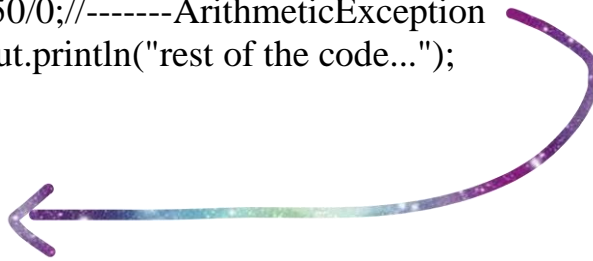 50/0;//-------ArithmeticException
ut.println("rest of the code...");